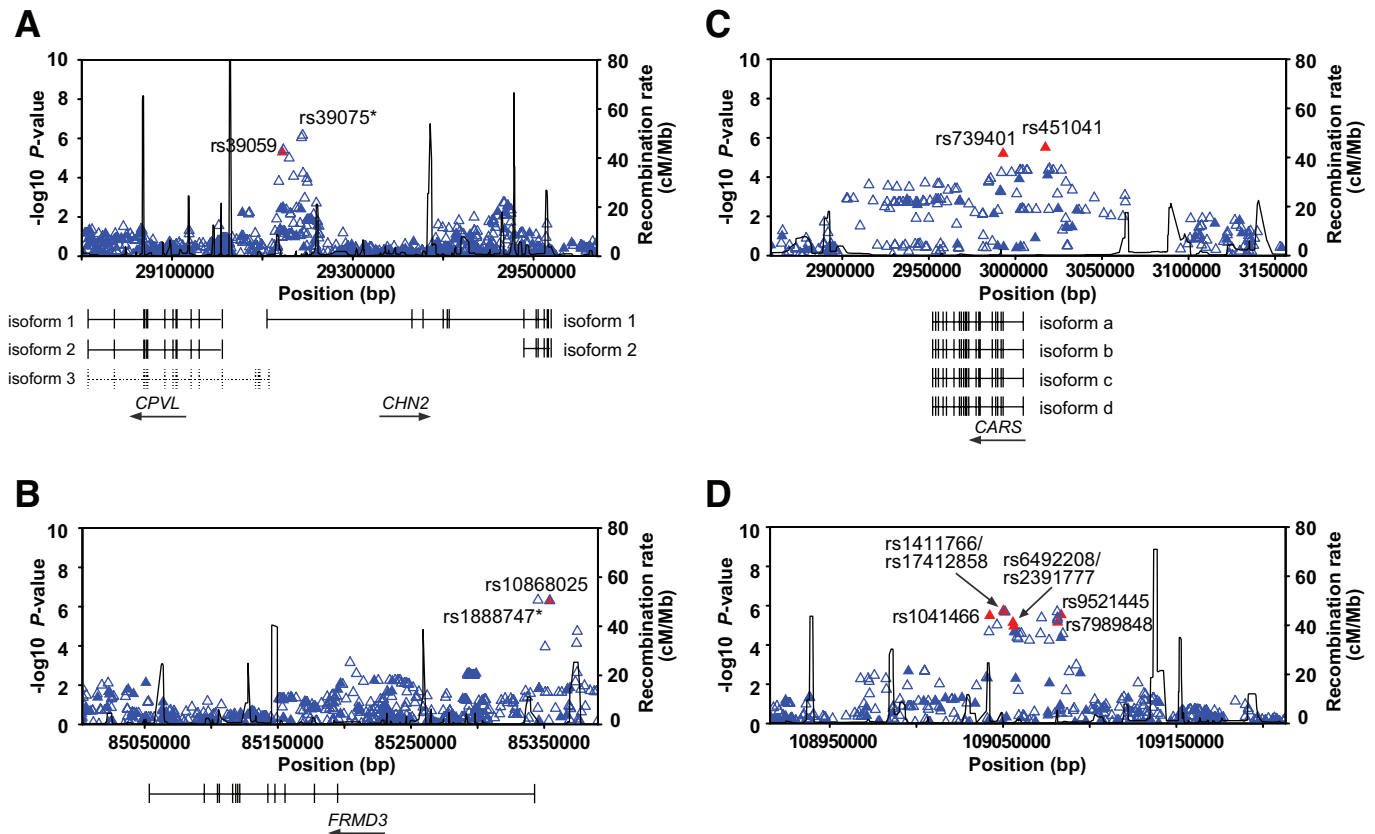 A
10
8
6
4
2
0
-log10 P-value
80
60
40
20
0
Recombination rate
(cM/Mb)
rs39075*
rs39059
29100000
29300000
29500000
Position (bp)
isoform 1
isoform 2
isoform 3
isoform 1
isoform 2
CPVL
CHN2
B
10
8
6
4
2
0
-log10 P-value
80
60
40
20
0
Recombination rate
(cM/Mb)
rs10868025
rs1888747*
85050000
85150000
85250000
85350000
Position (bp)
FRMD3
C
10
8
6
4
2
0
-log10 P-value
80
60
40
20
0
Recombination rate
(cM/Mb)
rs739401
rs451041
2900000
2950000
3000000
3050000
3100000
3150000
Position (bp)
isoform a
isoform b
isoform c
isoform d
CARS
D
10
8
6
4
2
0
-log10 P-value
80
60
40
20
0
Recombination rate
(cM/Mb)
rs1411766/
rs17412858
rs6492208/
rs2391777
rs1041466
rs9521445
rs7989848
108950000
109050000
109150000
Position (bp)